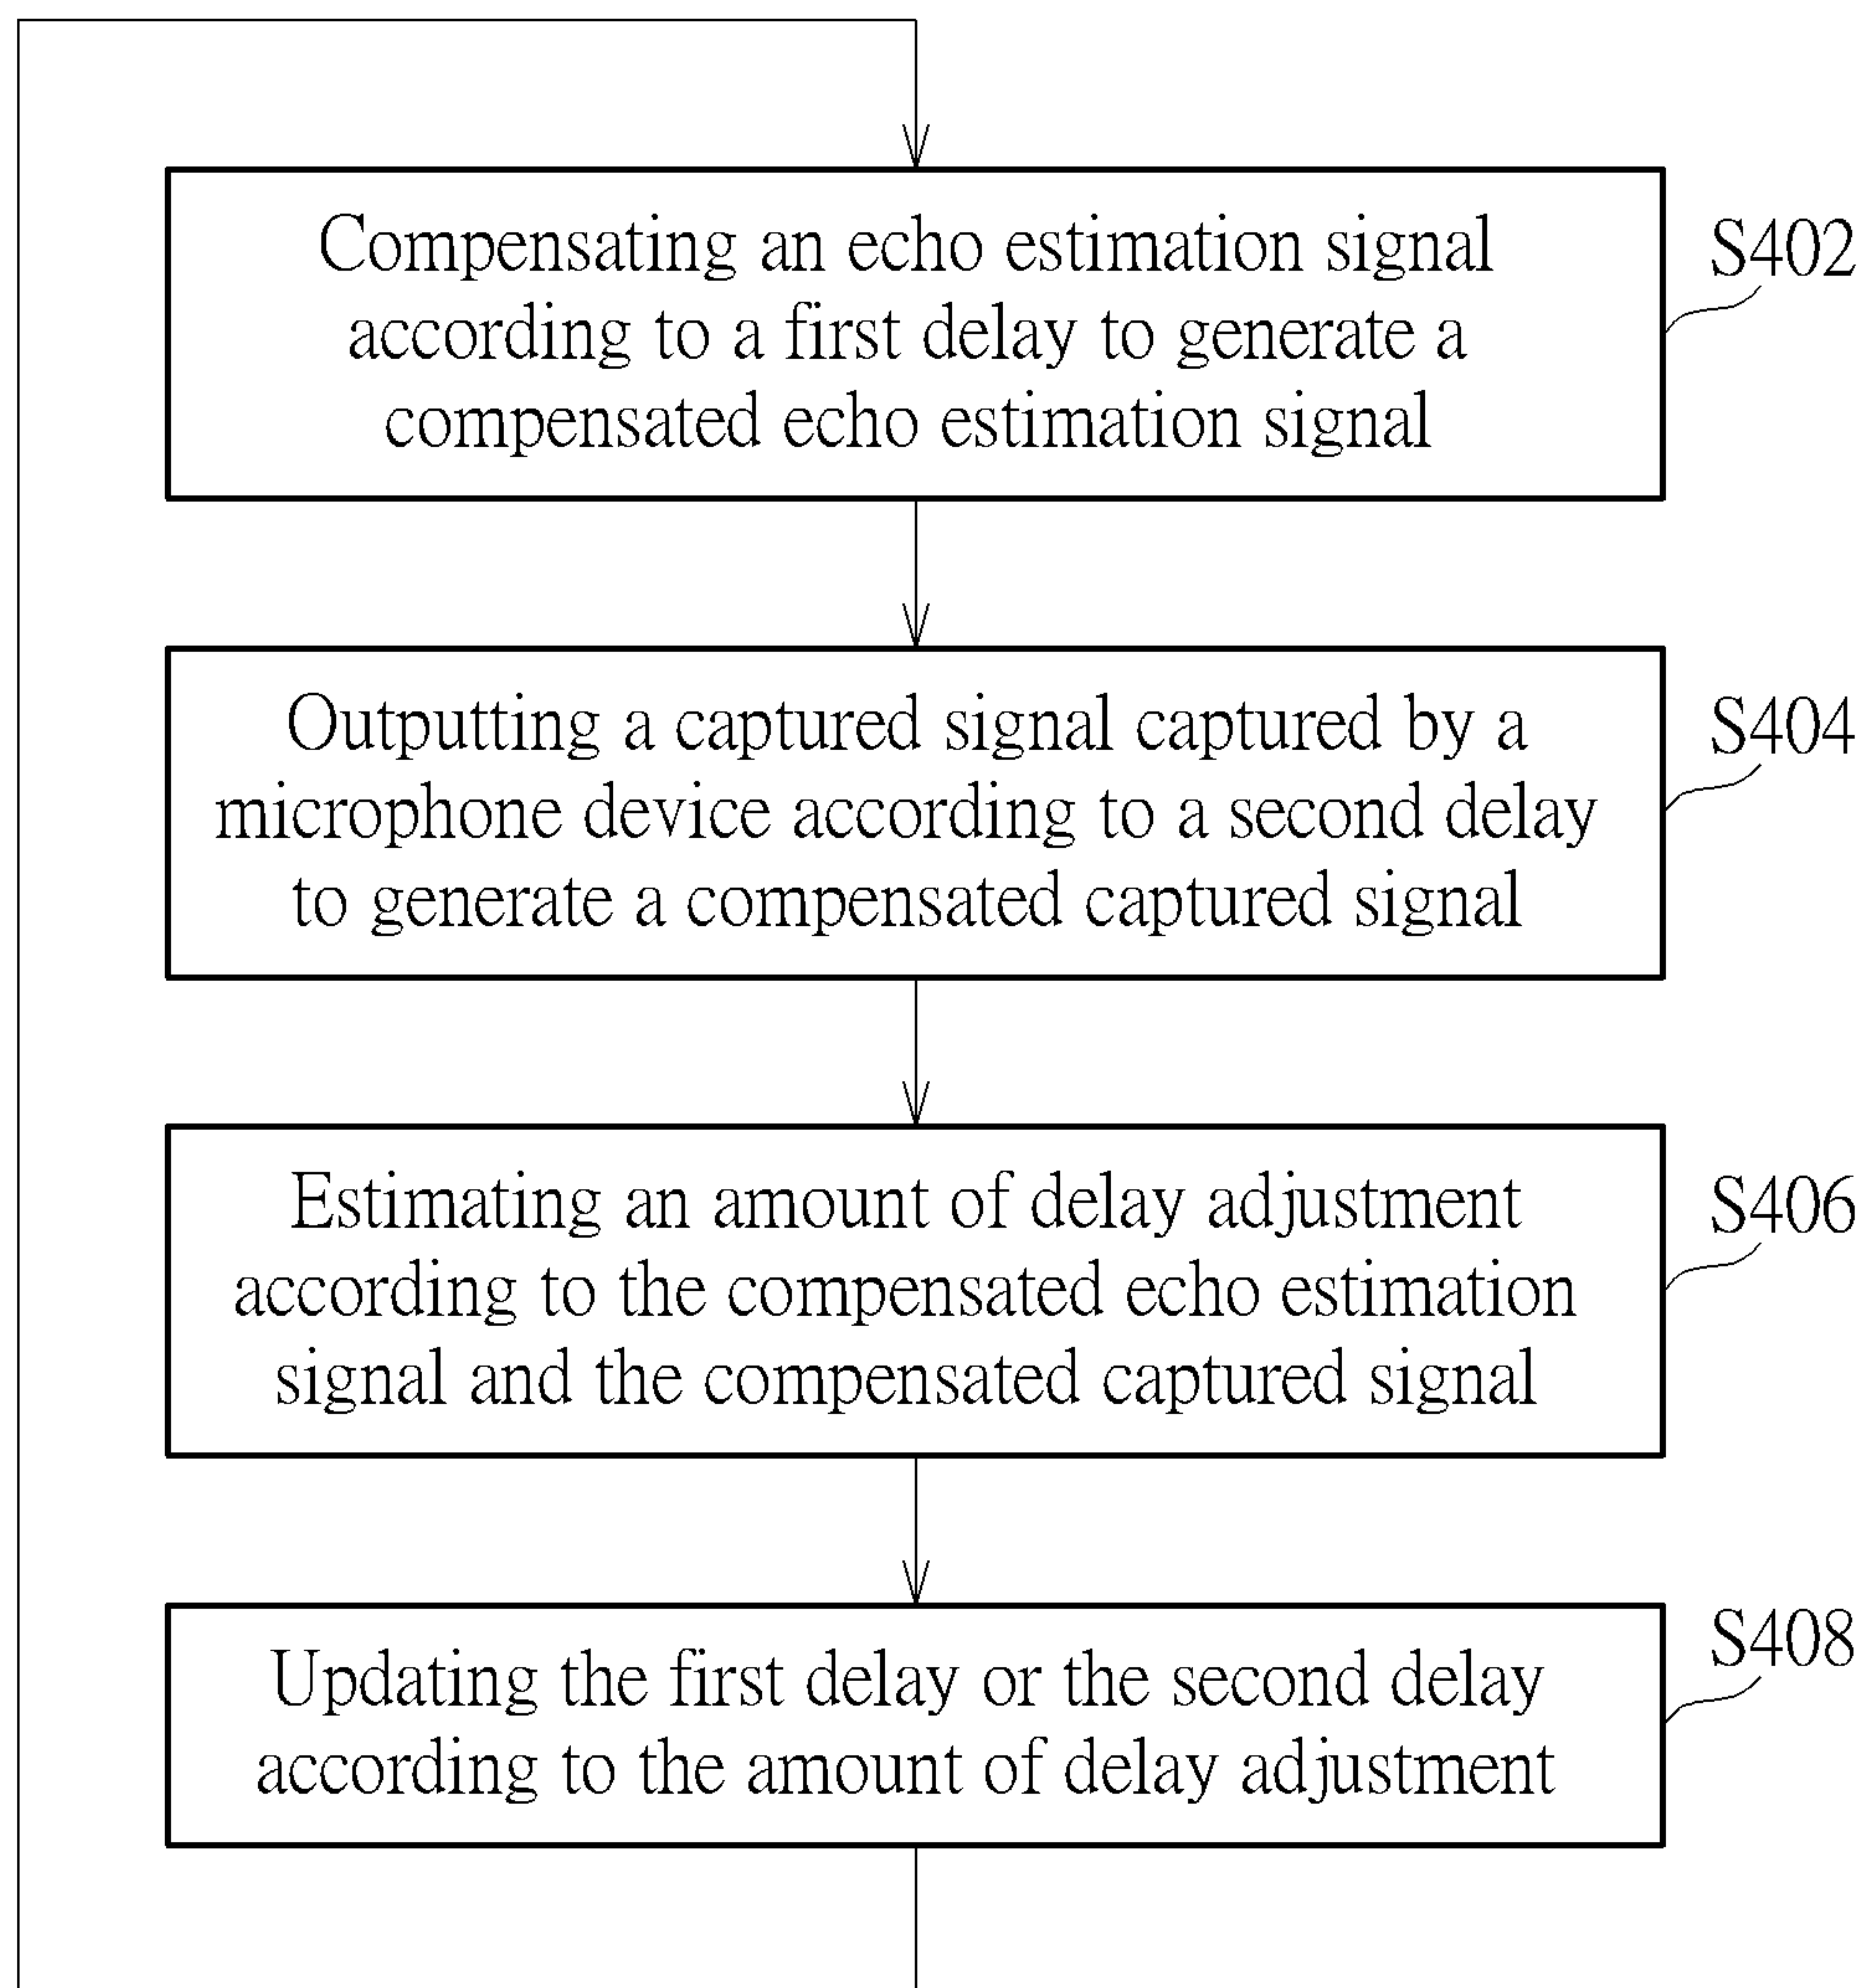 Compensating an echo estimation signal
according to a first delay to generate a
compensated echo estimation signal
S402
Outputting a captured signal captured by a
microphone device according to a second delay
to generate a compensated captured signal
S404
Estimating an amount of delay adjustment
according to the compensated echo estimation
signal and the compensated captured signal
S406
Updating the first delay or the second delay
according to the amount of delay adjustment
S408